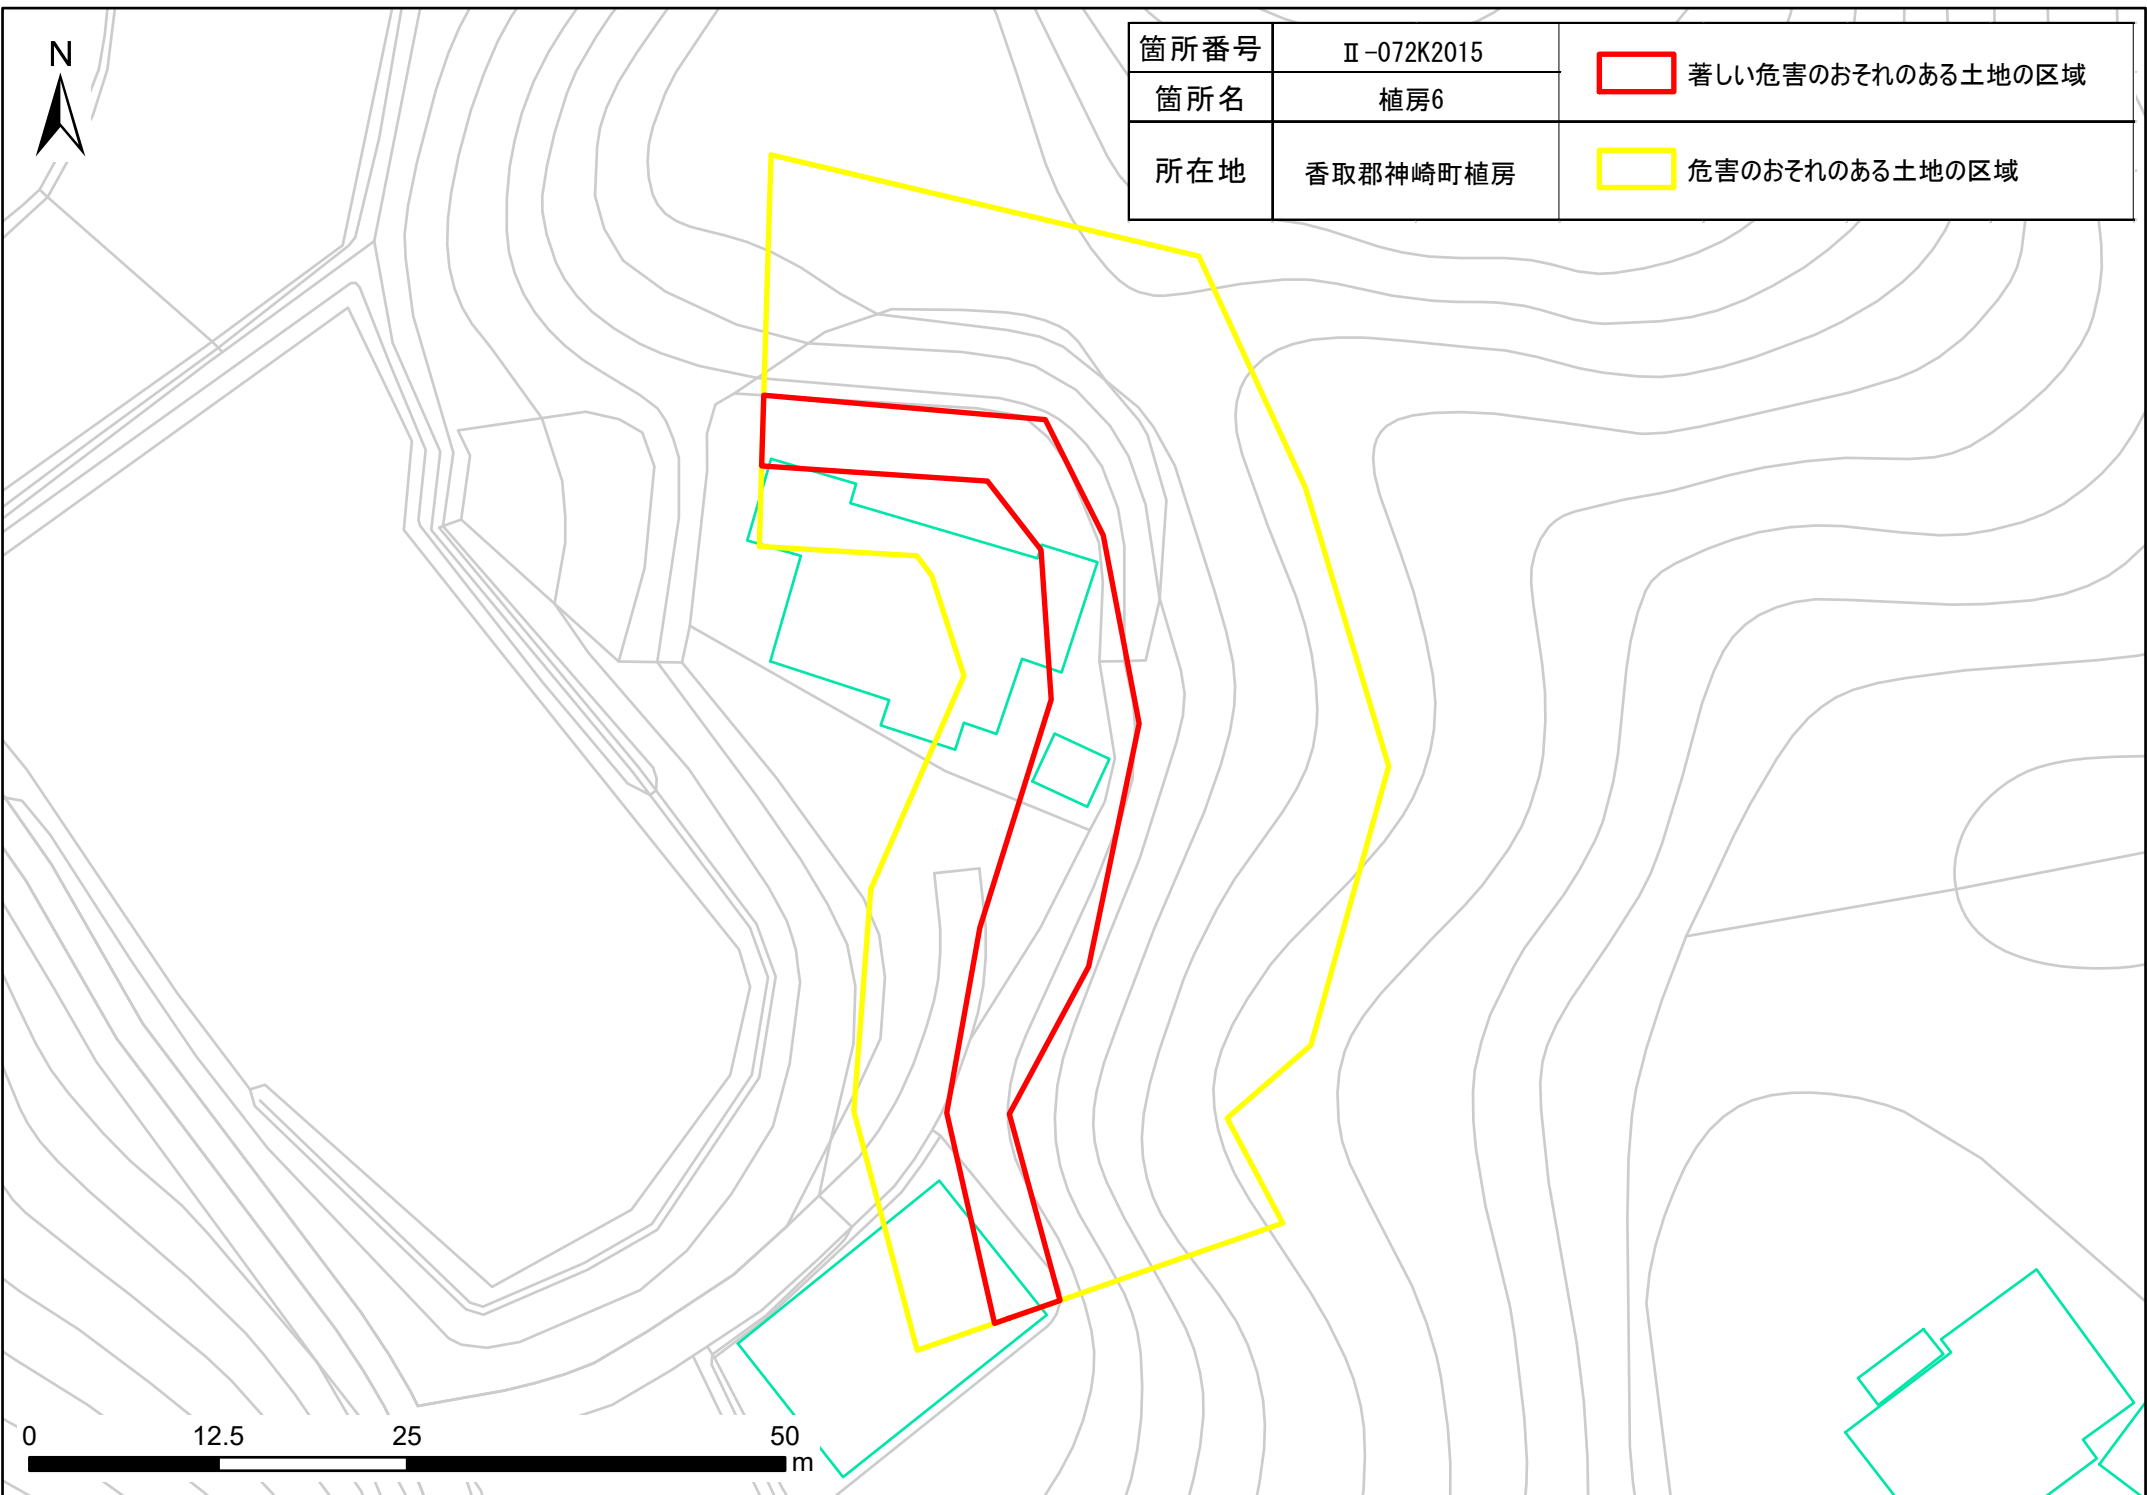 N
箇所番号 Ⅱ-072K2015
箇所名 植房6
所在地 香取郡神崎町植房
著しい危害のおそれのある土地の区域
危害のおそれのある土地の区域
0 12.5 25 50 m